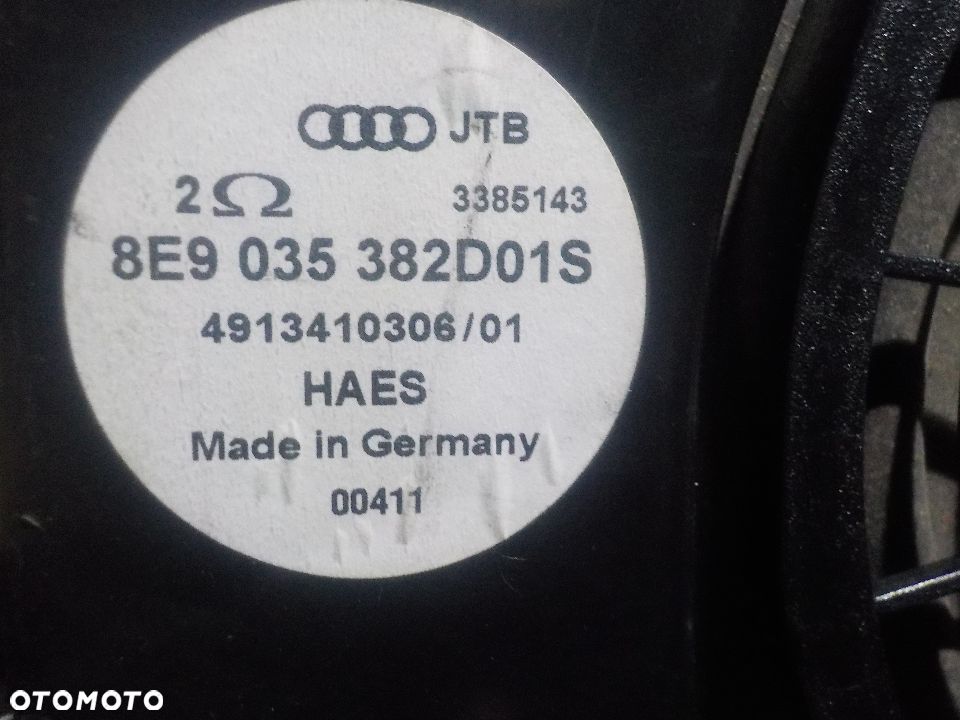 JTB
2Ω 3385143
8E9 035 382D01S
4913410306/01
HAES
Made in Germany
00411
OTOMOTO